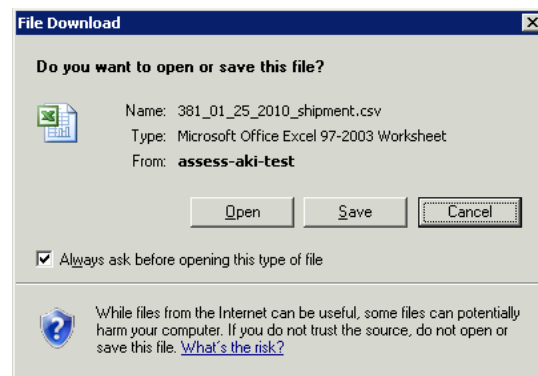 File Download
Do you want to open or save this file?
Name: 381_01_25_2010_shipment.csv
Type: Microsoft Office Excel 97-2003 Worksheet
From: assess-aki-test
Open Save Cancel
Always ask before opening this type of file
While files from the Internet can be useful, some files can potentially
harm your computer. If you do not trust the source, do not open or
save this file. What's the risk?